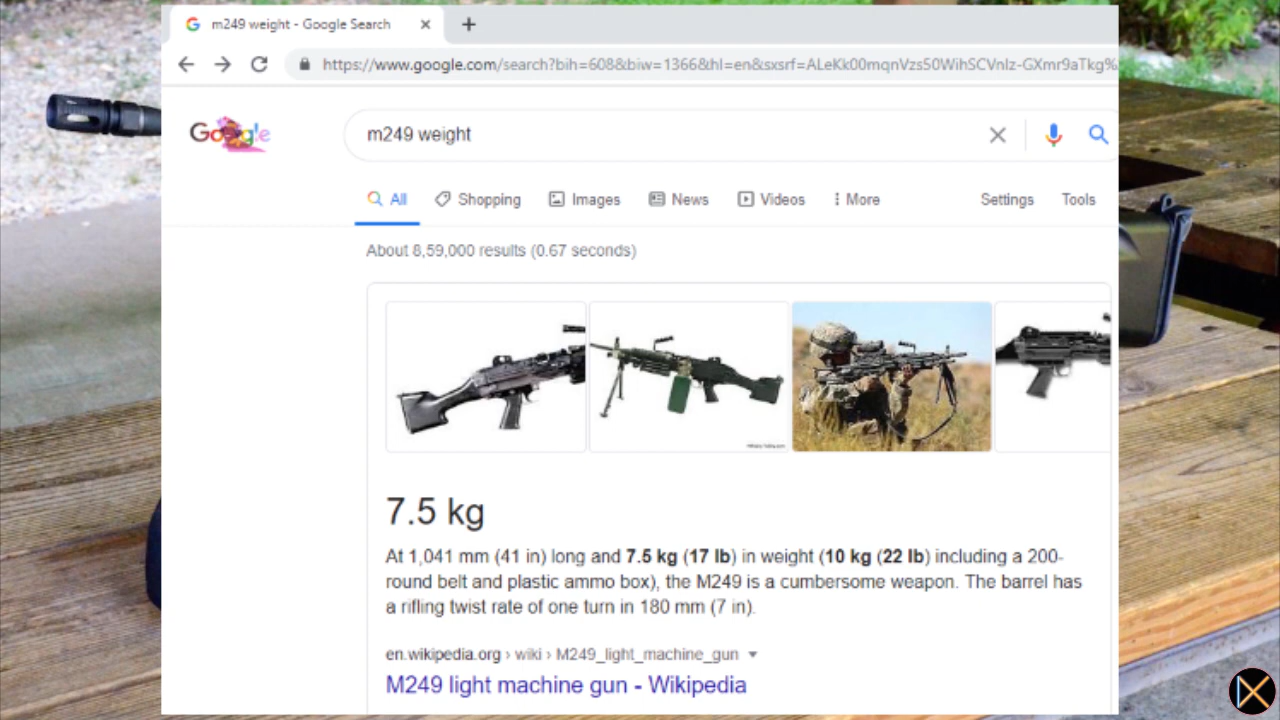 m249 weight - Google Search
https://www.google.com/search?bih=608&biw=1366&hl=en&sxsrf=ALeKk00mqnVzs50WihSCVnlz-GXmr9aTkg%
Google
m249 weight
All Shopping Images News Videos More Settings Tools
About 8,59,000 results (0.67 seconds)
7.5 kg
At 1,041 mm (41 in) long and 7.5 kg (17 lb) in weight (10 kg (22 lb) including a 200-
round belt and plastic ammo box), the M249 is a cumbersome weapon. The barrel has
a rifling twist rate of one turn in 180 mm (7 in).
en.wikipedia.org › wiki › M249_light_machine_gun
M249 light machine gun - Wikipedia